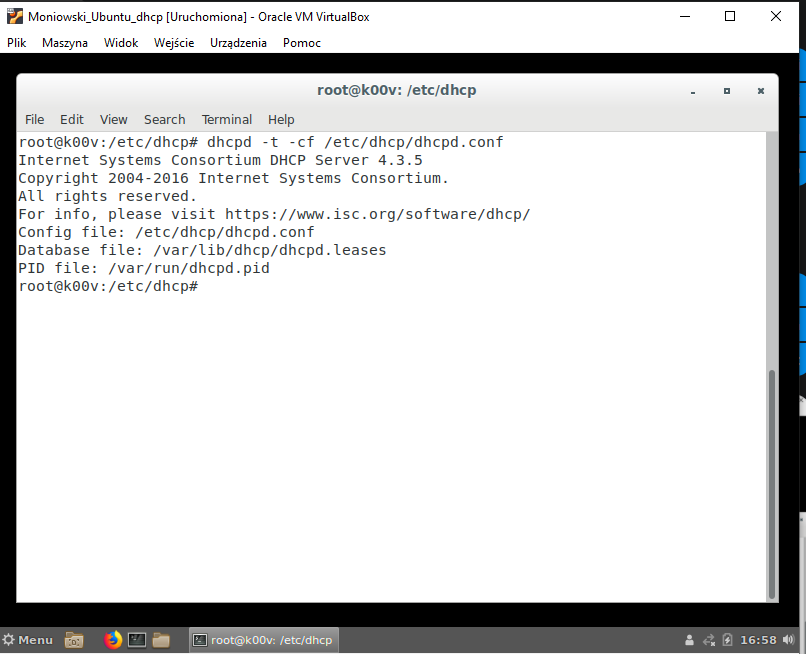 Moniowski_Ubuntu_dhcp [Uruchomiona] - Oracle VM VirtualBox
Plik Maszyna Widok Wejście Urządzenia Pomoc
root@k00v: /etc/dhcp
File Edit View Search Terminal Help
root@k00v:/etc/dhcp# dhcpd -t -cf /etc/dhcp/dhcpd.conf
Internet Systems Consortium DHCP Server 4.3.5
Copyright 2004-2016 Internet Systems Consortium.
All rights reserved.
For info, please visit https://www.isc.org/software/dhcp/
Config file: /etc/dhcp/dhcpd.conf
Database file: /var/lib/dhcp/dhcpd.leases
PID file: /var/run/dhcpd.pid
root@k00v:/etc/dhcp#
Menu root@k00v: /etc/dhcp 16:58